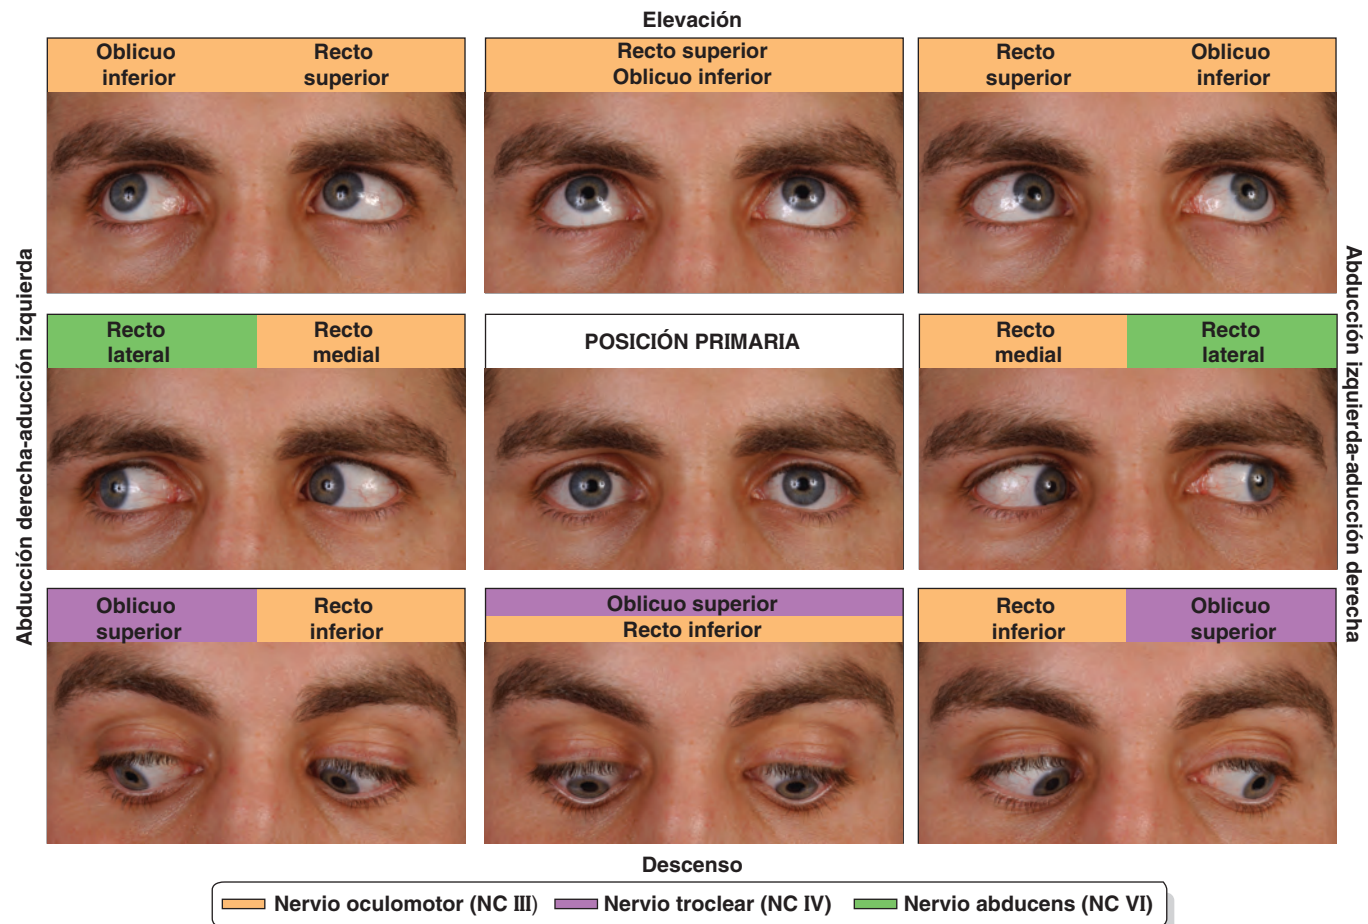 Elevación
Oblicuo
inferior
Recto
superior
Recto superior
Oblicuo inferior
Recto
superior
Oblicuo
inferior
Abducción derecha-aducción izquierda
Abducción izquierda-aducción derecha
Recto
lateral
Recto
medial
POSICIÓN PRIMARIA
Recto
medial
Recto
lateral
Oblicuo
superior
Recto
inferior
Oblicuo superior
Recto inferior
Recto
inferior
Oblicuo
superior
Descenso
Nervio oculomotor (NC III)
Nervio troclear (NC IV)
Nervio abducens (NC VI)